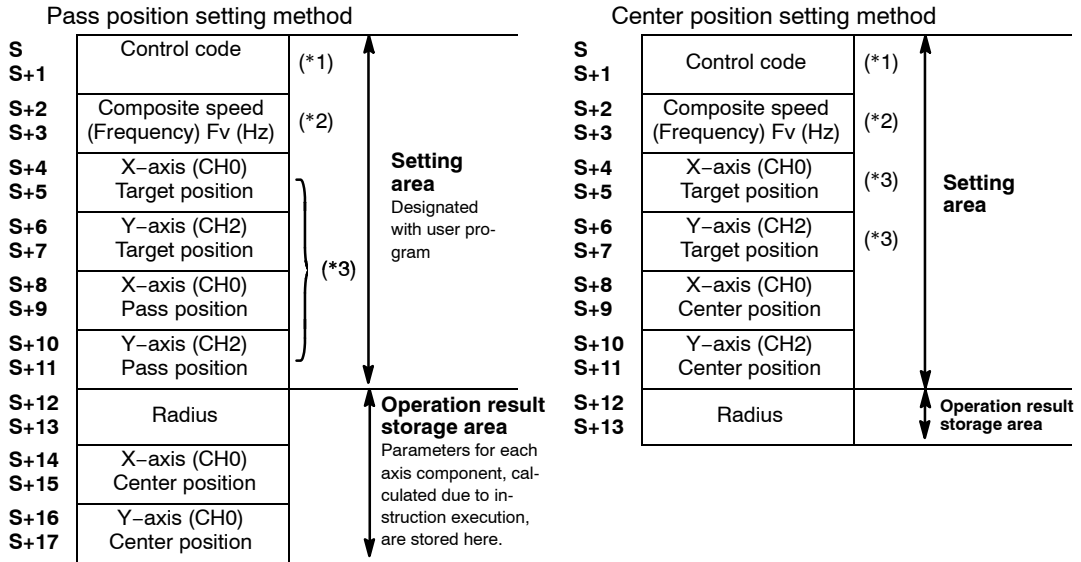 Pass position setting method
S
S+1
Control code
(*1)
S+2
S+3
Composite speed
(Frequency) Fv (Hz)
(*2)
S+4
S+5
X−axis (CH0)
Target position
S+6
S+7
Y−axis (CH2)
Target position
S+8
S+9
X−axis (CH0)
Pass position
S+10
S+11
Y−axis (CH2)
Pass position
(*3)
Setting
area
Designated
with user pro-
gram
S+12
S+13
Radius
S+14
S+15
X−axis (CH0)
Center position
S+16
S+17
Y−axis (CH0)
Center position
Operation result
storage area
Parameters for each
axis component, cal-
culated due to in-
struction execution,
are stored here.
Center position setting method
S
S+1
Control code
(*1)
S+2
S+3
Composite speed
(Frequency) Fv (Hz)
(*2)
S+4
S+5
X−axis (CH0)
Target position
(*3)
S+6
S+7
Y−axis (CH2)
Target position
(*3)
S+8
S+9
X−axis (CH0)
Center position
S+10
S+11
Y−axis (CH2)
Center position
Setting
area
S+12
S+13
Radius
Operation result
storage area